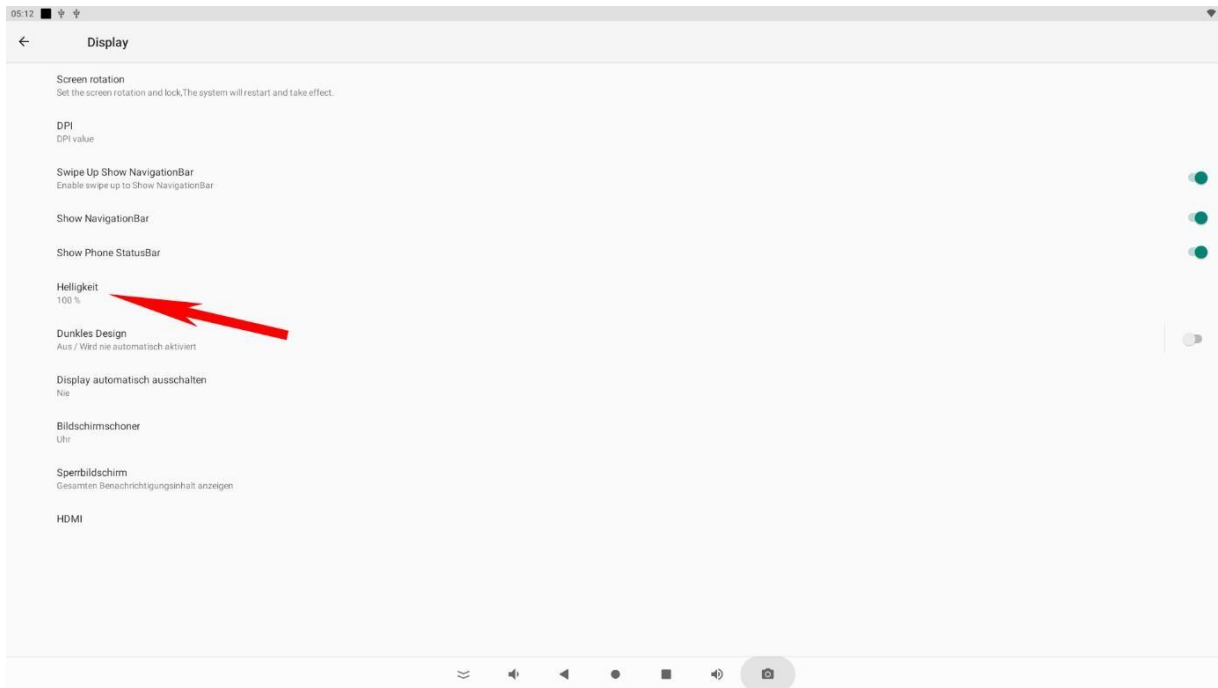 05:12
Display
Screen rotation
Set the screen rotation and lock,The system will restart and take effect.
DPI
DPI value
Swipe Up Show NavigationBar
Enable swipe up to Show NavigationBar
Show NavigationBar
Show Phone StatusBar
Helligkeit
100 %
Dunkles Design
Aus / Wird nie automatisch aktiviert
Display automatisch ausschalten
Nie
Bildschirmschoner
Uhr
Sperrbildschirm
Gesamten Benachrichtigungsinhalt anzeigen
HDMI